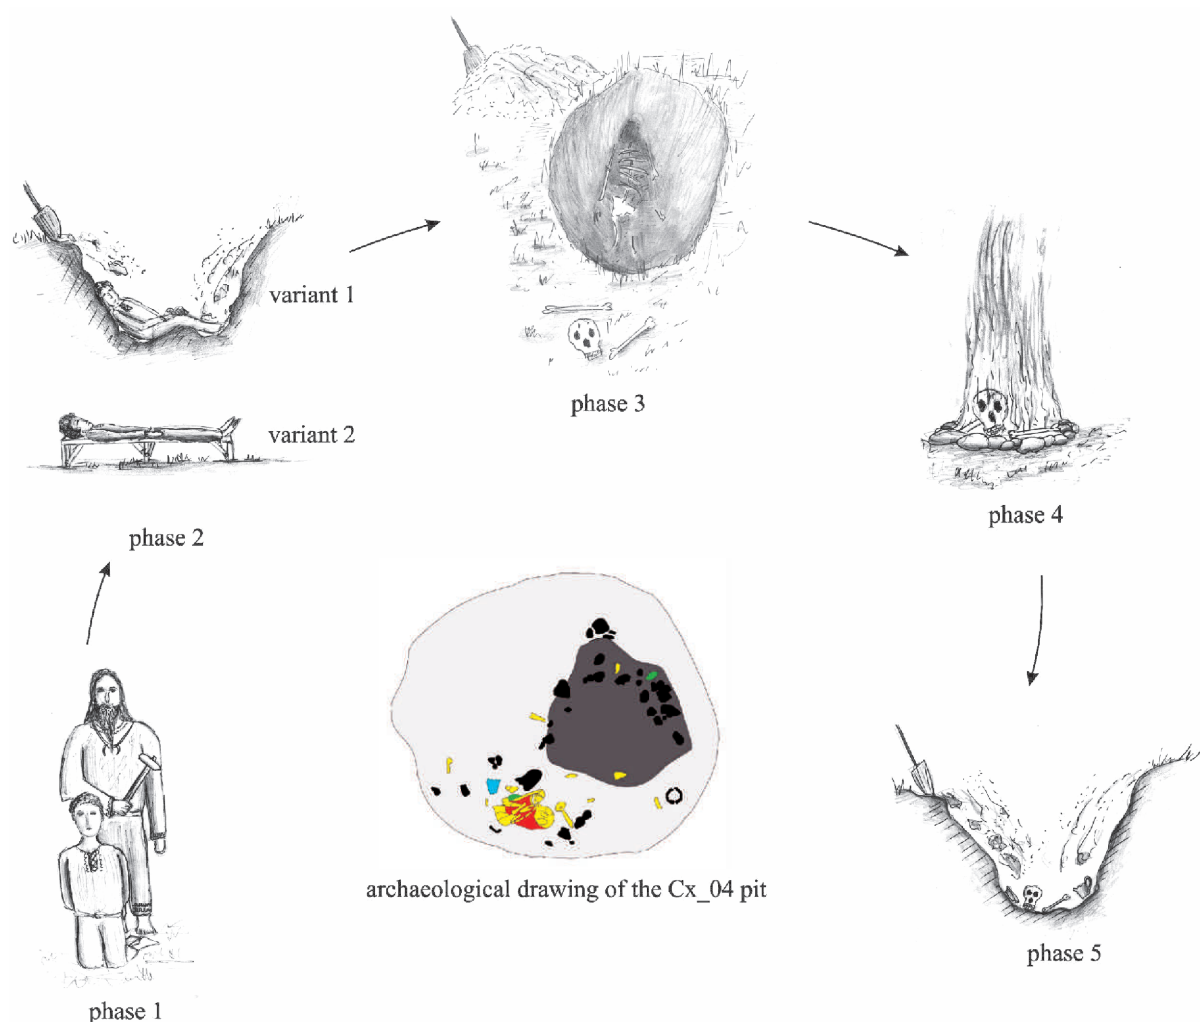 variant 1
variant 2
phase 2
phase 3
phase 4
archaeological drawing of the Cx_04 pit
phase 5
phase 1